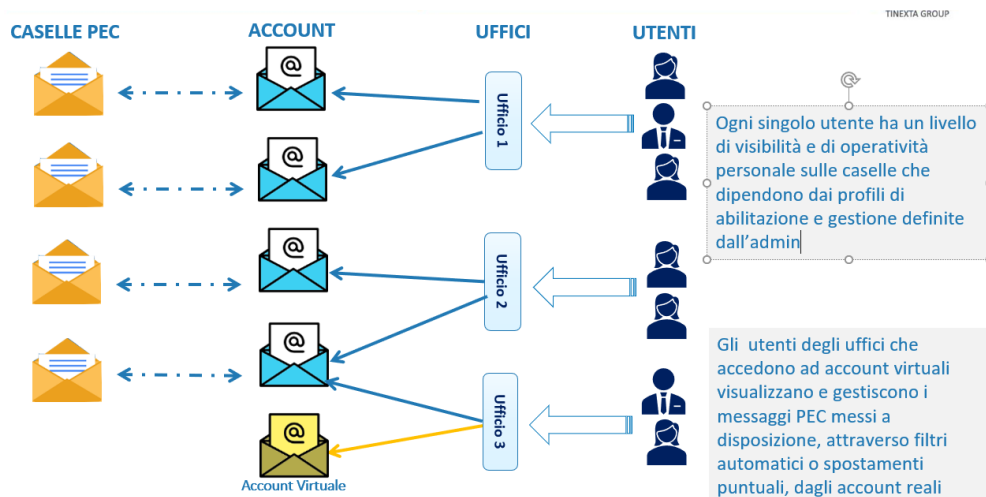 TINEXTA GROUP
CASELLE PEC
ACCOUNT
UFFICI
UTENTI
Ufficio 1
Ogni singolo utente ha un livello
di visibilità e di operatività
personale sulle caselle che
dipendono dai profili di
abilitazione e gestione definite
dall'admin
Ufficio 2
Ufficio 3
Gli  utenti degli uffici che
accedono ad account virtuali
visualizzano e gestiscono i
messaggi PEC messi a
disposizione, attraverso filtri
automatici o spostamenti
puntuali, dagli account reali
Account Virtuale